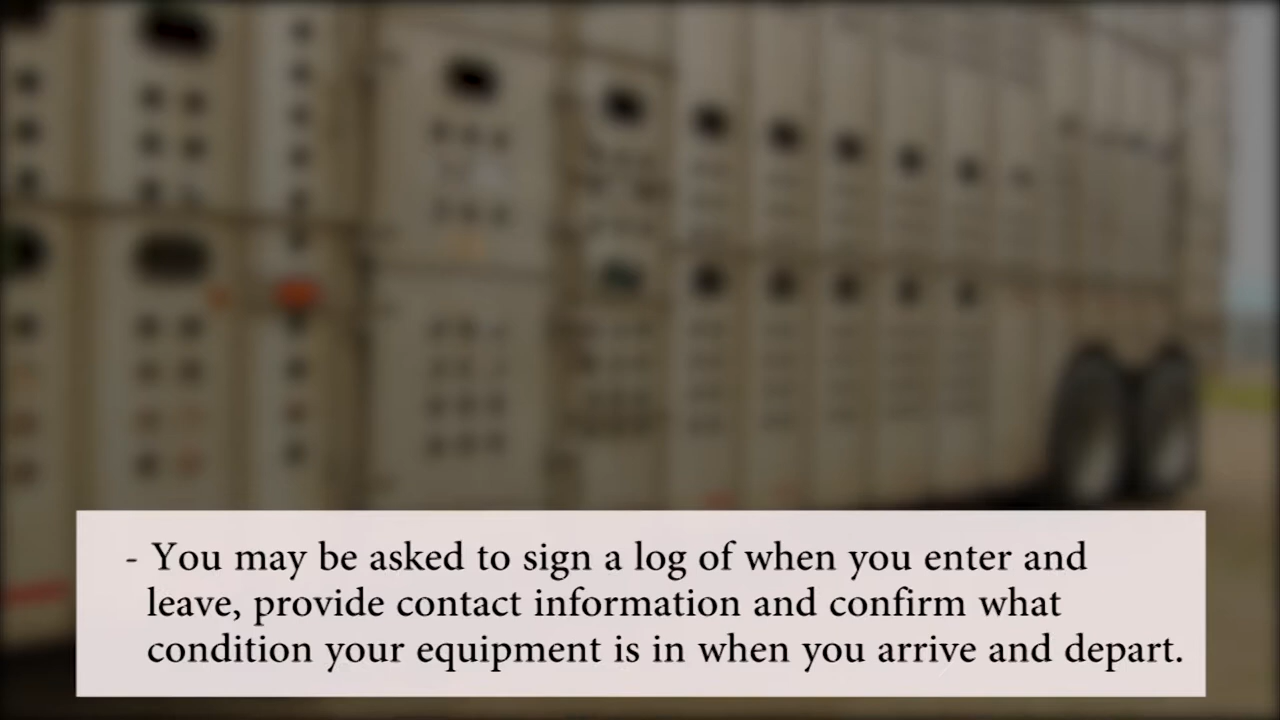 - You may be asked to sign a log of when you enter and
leave, provide contact information and confirm what
condition your equipment is in when you arrive and depart.